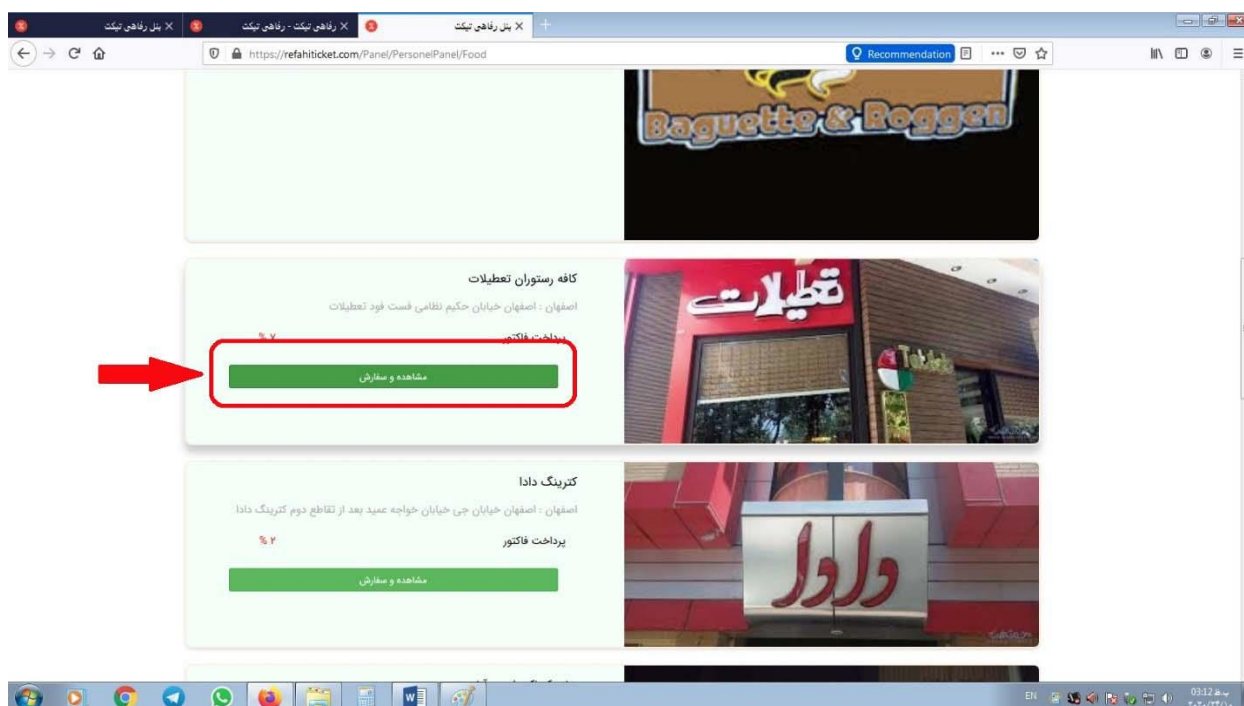 پنل رفاهی تیکت
رفاهی تیکت - رفاهی تیکت
پنل رفاهی تیکت
https://refahiticket.com/Panel/PersonelPanel/Food
Recommendation
Baguette & Roggen
کافه رستوران تعطیلات
اصفهان : اصفهان خیابان حکیم نظامی فست فود تعطیلات
پرداخت فاکتور
۷ %
مشاهده و سفارش
تعطیلات
کترینگ دادا
اصفهان : اصفهان خیابان جی خیابان خواجه عمید بعد از تقاطع دوم کترینگ دادا
پرداخت فاکتور
۲ %
مشاهده و سفارش
دادا
EN
03:12 ب.ظ